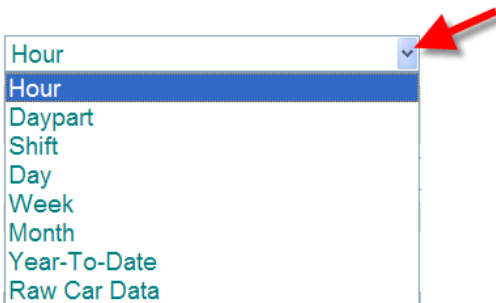 Hour
Hour
Daypart
Shift
Day
Week
Month
Year-To-Date
Raw Car Data